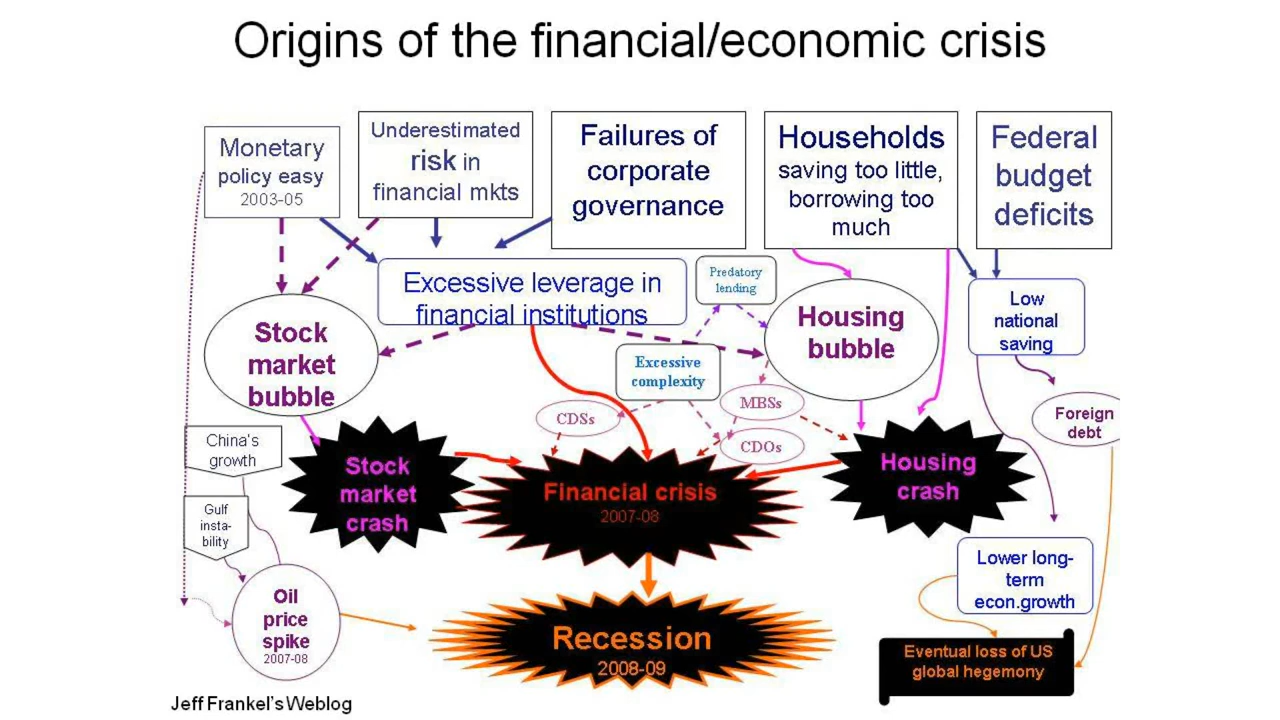 Origins of the financial/economic crisis
Monetary
policy easy
2003-05
Underestimated
risk in
financial mkts
Failures of
corporate
governance
Households
saving too little,
borrowing too
much
Federal
budget
deficits
Excessive leverage in
financial institutions
Predatory
lending
Low
national
saving
Stock
market
bubble
Housing
bubble
Excessive
complexity
MBSs
CDSs
CDOs
Foreign
debt
China's
growth
Stock
market
crash
Financial crisis
2007-08
Housing
crash
Gulf
insta-
bility
Oil
price
spike
2007-08
Lower long-
term
econ.growth
Recession
2008-09
Eventual loss of US
global hegemony
Jeff Frankel's Weblog